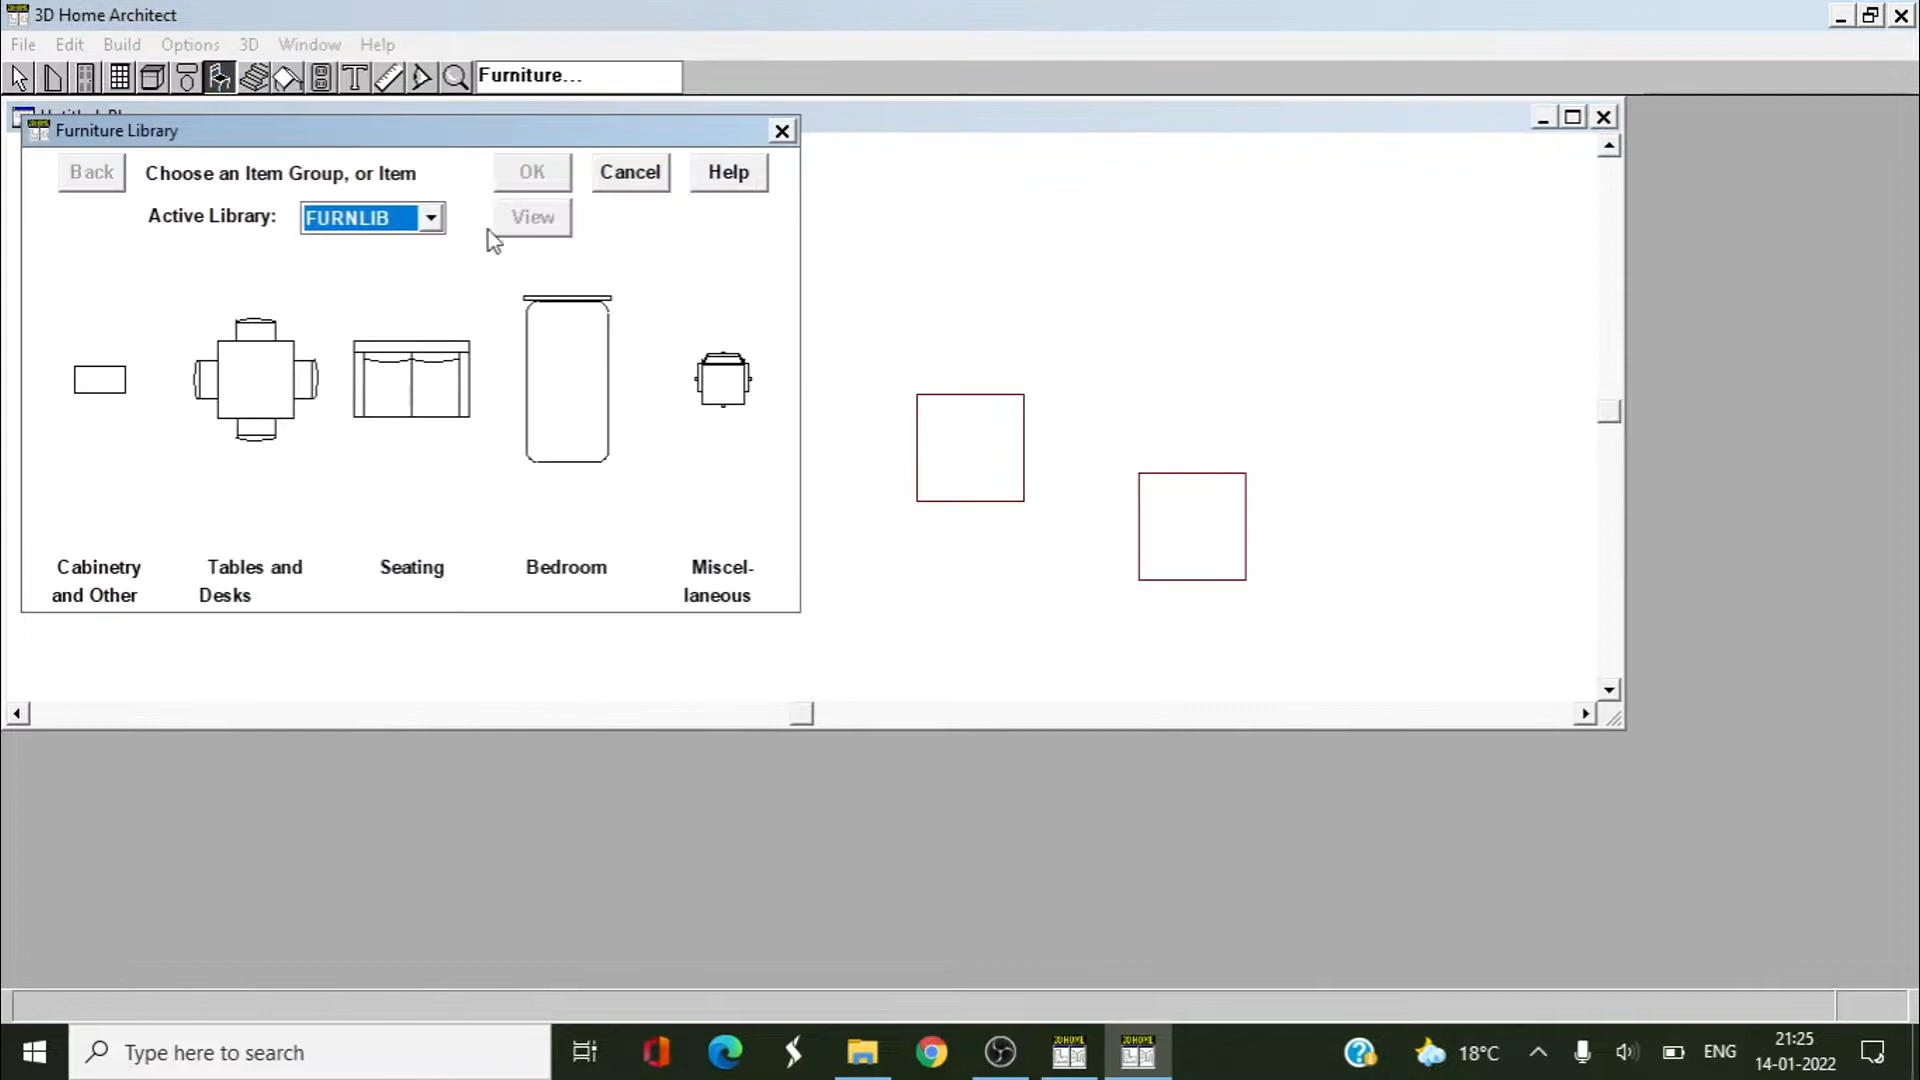 3D Home Architect
File Edit Build Options 3D Window Help
Furniture...
Furniture Library
Back Choose an Item Group, or Item OK Cancel Help
Active Library: FURNLIB View
Cabinetry and Other
Tables and Desks
Seating
Bedroom
Miscel-
laneous
Type here to search
18°C
ENG
21:25
14-01-2022